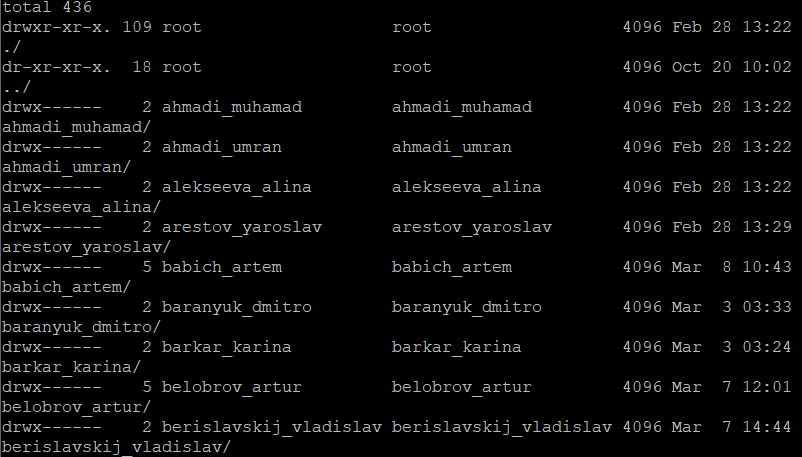 total 436
drwxr-xr-x. 109 root                  root                   4096 Feb 28 13:22
./
dr-xr-xr-x.  18 root                  root                   4096 Oct 20 10:02
../
drwx------    2 ahmadi_muhamad         ahmadi_muhamad         4096 Feb 28 13:22
ahmadi_muhamad/
drwx------    2 ahmadi_umran           ahmadi_umran           4096 Feb 28 13:22
ahmadi_umran/
drwx------    2 alekseeva_alina        alekseeva_alina        4096 Feb 28 13:22
alekseeva_alina/
drwx------    2 arestov_yaroslav       arestov_yaroslav       4096 Feb 28 13:29
arestov_yaroslav/
drwx------    5 babich_artem           babich_artem           4096 Mar  8 10:43
babich_artem/
drwx------    2 baranyuk_dmitro        baranyuk_dmitro        4096 Mar  3 03:33
baranyuk_dmitro/
drwx------    2 barkar_karina          barkar_karina          4096 Mar  3 03:24
barkar_karina/
drwx------    5 belobrov_artur         belobrov_artur         4096 Mar  7 12:01
belobrov_artur/
drwx------    2 berislavskij_vladislav berislavskij_vladislav 4096 Mar  7 14:44
berislavskij_vladislav/